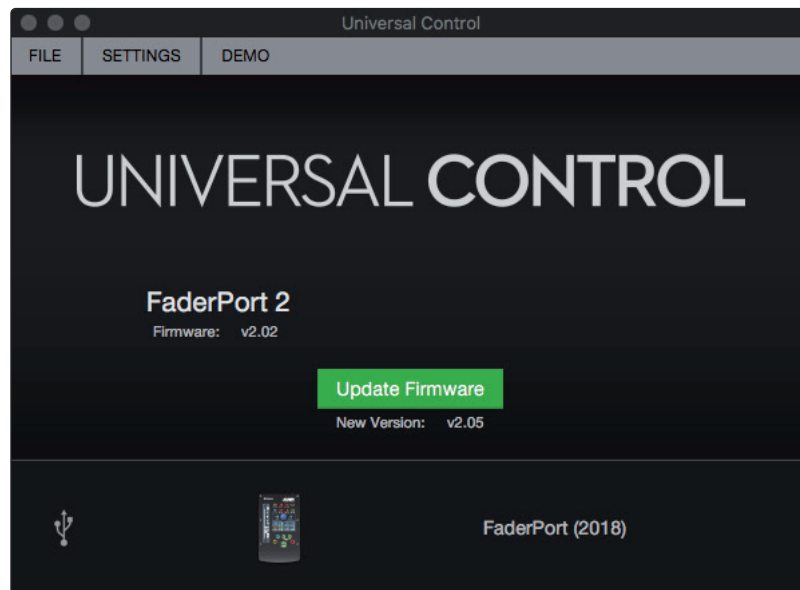 Universal Control
FILE SETTINGS DEMO
UNIVERSAL CONTROL
FaderPort 2
Firmware: v2.02
Update Firmware
New Version: v2.05
FaderPort (2018)